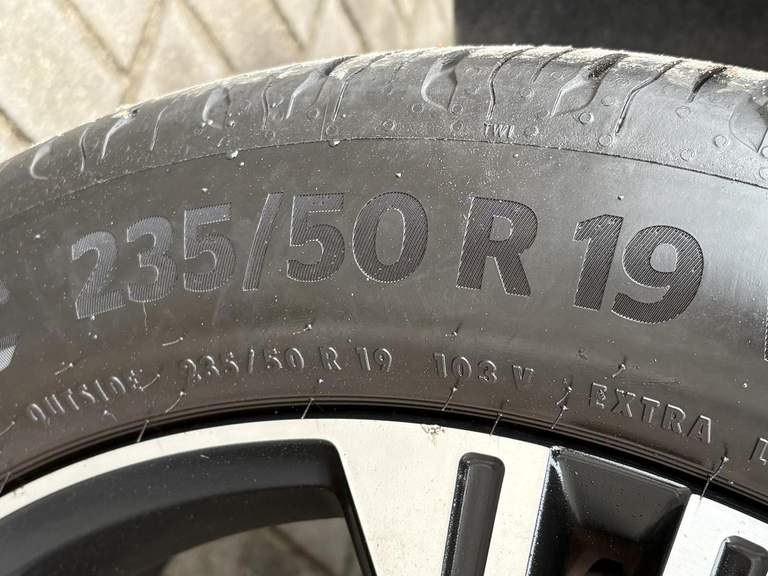 TWI
235/50 R 19
OUTSIDE 235/50 R 19 103 V EXTRA